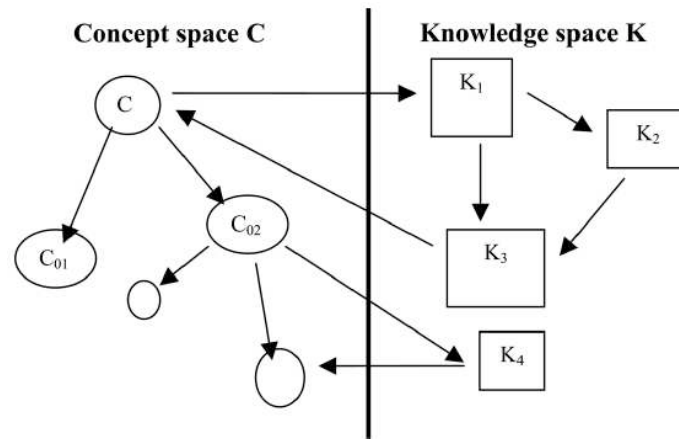 Concept space C
Knowledge space K
C
K₁
K₂
C₀₂
C₀₁
K₃
K₄